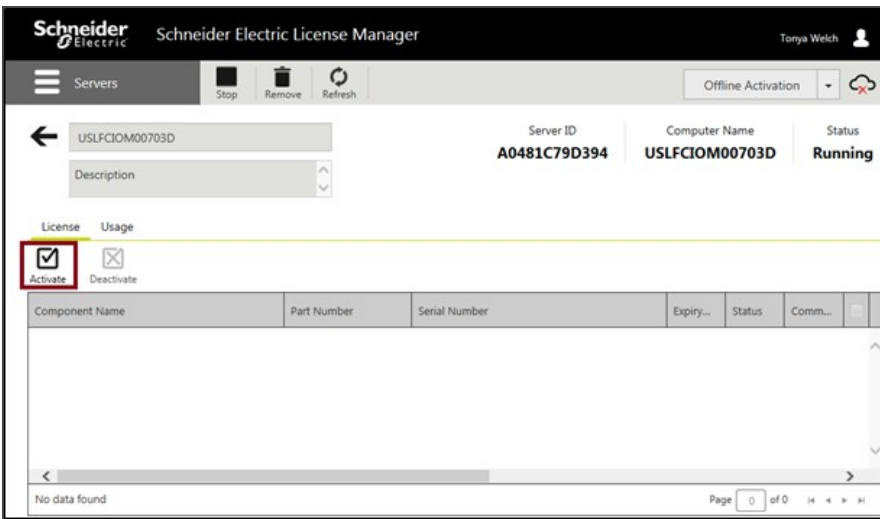 Schneider Electric Schneider Electric License Manager Tonya Welch
Servers Stop Remove Refresh Offline Activation
USLFCIOM00703D
Server ID Computer Name Status
A0481C79D394 USLFCIOM00703D Running
Description
License Usage
Activate Deactivate
Component Name Part Number Serial Number Expiry... Status Comm...
No data found Page 0 of 0